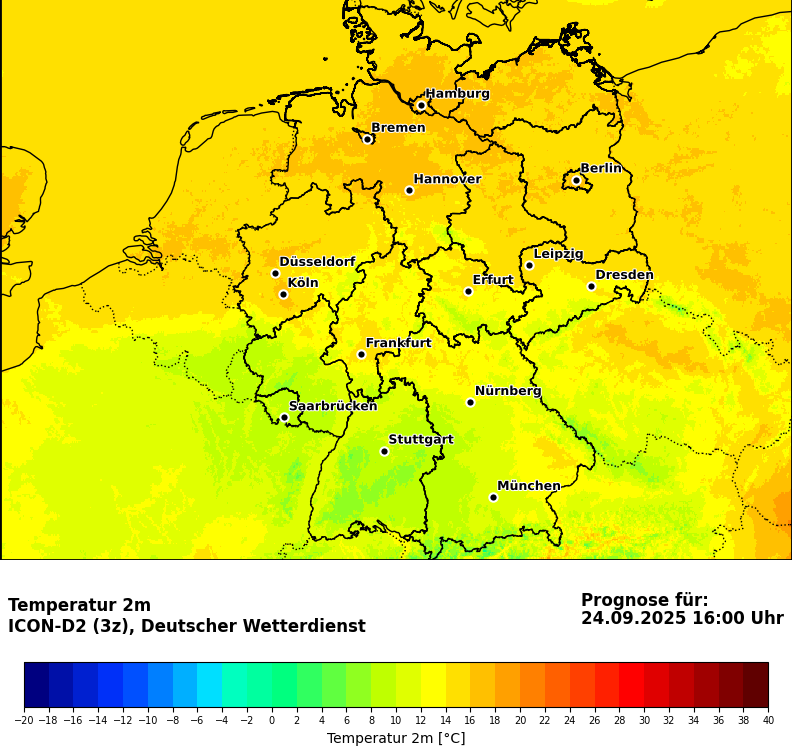 Hamburg
Bremen
Berlin
Hannover
Düsseldorf
Leipzig
Köln
Erfurt
Dresden
Frankfurt
Nürnberg
Saarbrücken
Stuttgart
München
Temperatur 2m
ICON-D2 (3z), Deutscher Wetterdienst
Prognose für:
24.09.2025 16:00 Uhr
−20 −18 −16 −14 −12 −10 −8 −6 −4 −2 0 2 4 6 8 10 12 14 16 18 20 22 24 26 28 30 32 34 36 38 40
Temperatur 2m [°C]